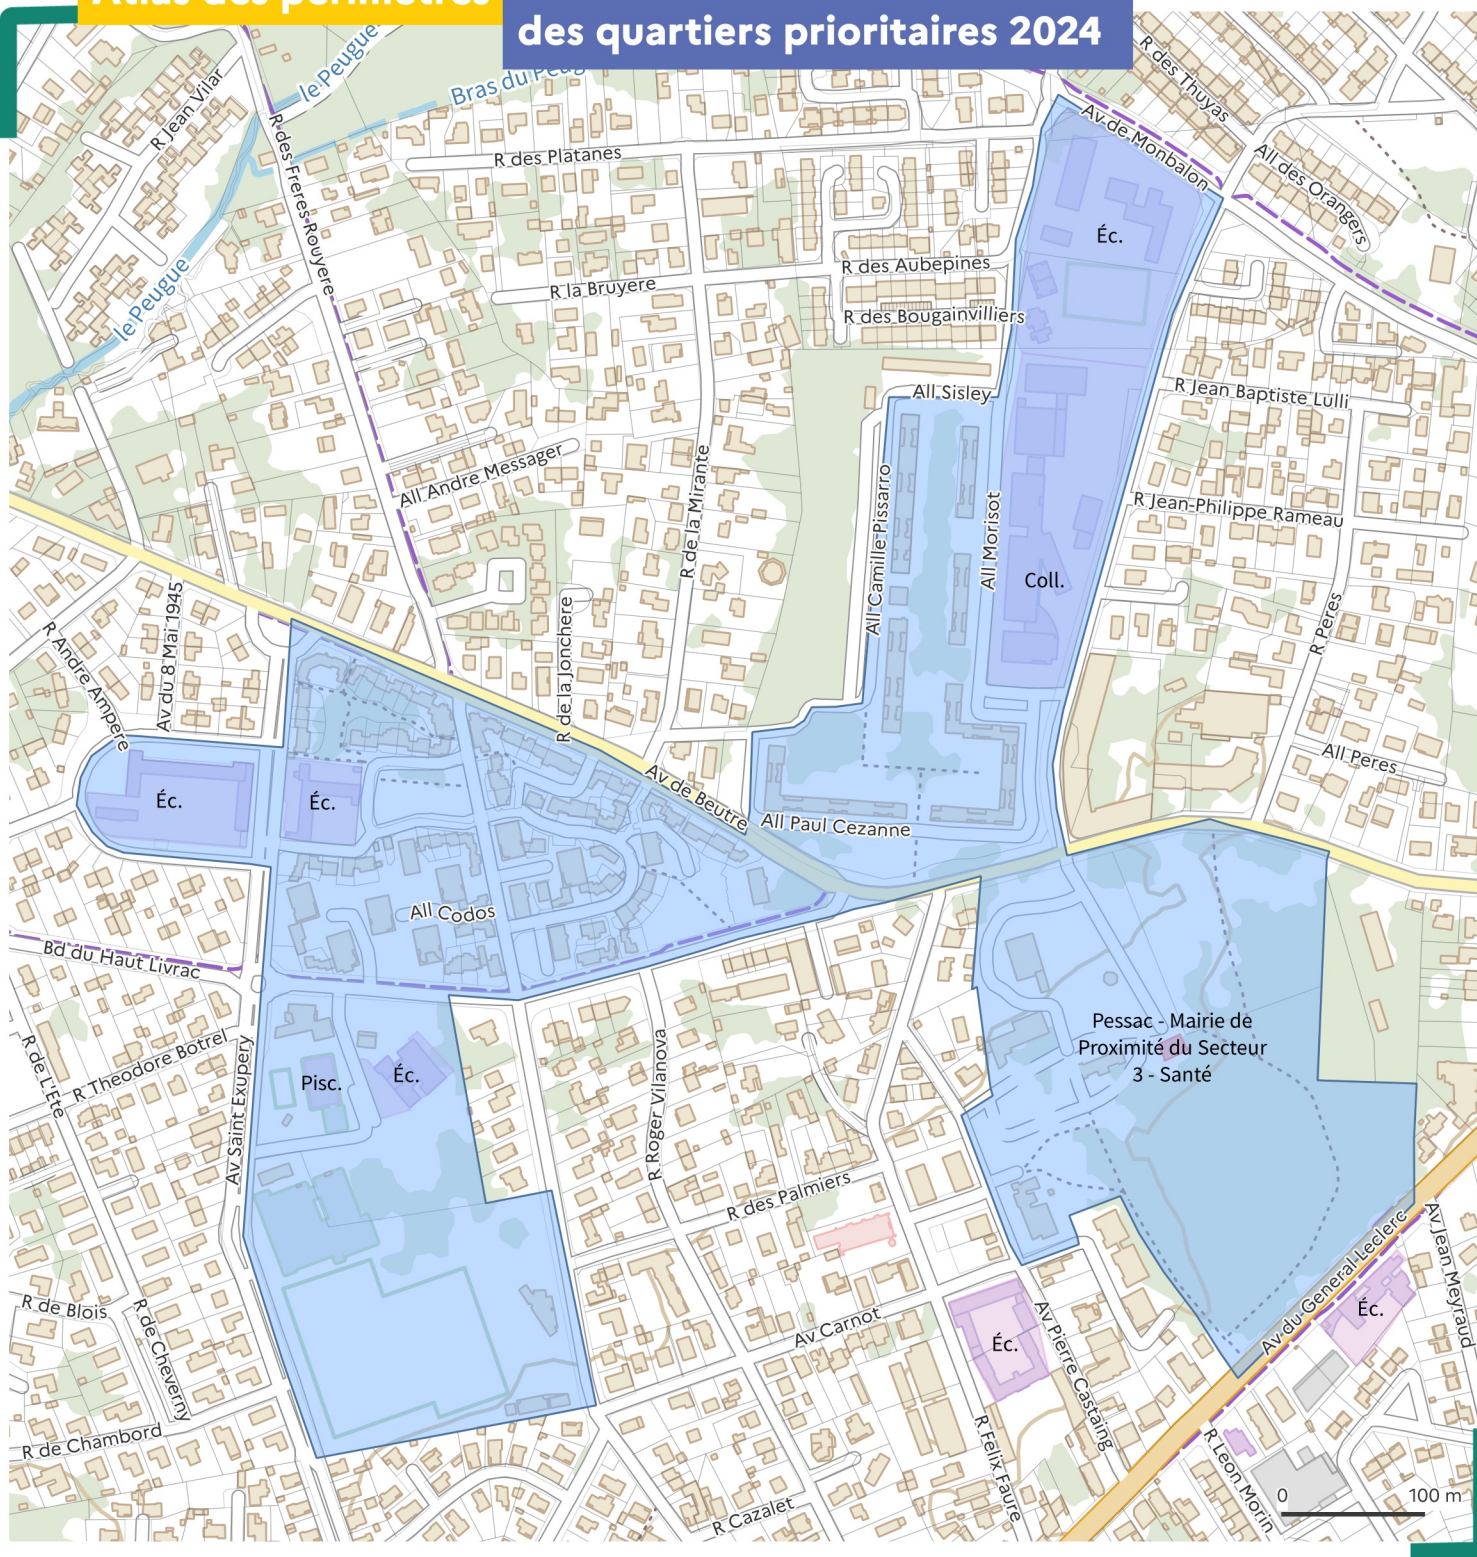 Atlas des périmètres
des quartiers prioritaires 2024
le Peugue
Bras du Peug
R Jean Vilar
R des Thuyas
R des Freres Rouyere
R des Platanes
Av de Monbalon
All des Orangers
Éc.
le Peugue
R des Aubepines
R la Bruyere
R des Bougainvilliers
R Jean Baptiste Lulli
All Sisley
All Andre Messager
R de la Mirante
All Camille Pissarro
All Morisot
R Jean-Philippe Rameau
Coll.
R Andre Ampere
Av du 8 Mai 1945
R de la Jonchere
R Peres
All Peres
Éc.
Éc.
Av de Beutre
All Paul Cezanne
All Codos
Bd du Haut Livrac
Pessac - Mairie de
Proximité du Secteur
3 - Santé
R de L'Ete
R Theodore Botrel
Av Saint Exupery
Pisc.
Éc.
R Roger Vilanova
R des Palmiers
Av du General Leclerc
Av Jean Meyraud
R de Blois
R de Cheverny
Av Carnot
Éc.
Av Pierre Castaing
Éc.
R de Chambord
R Felix Faure
R Leon Morin
R Cazalet
0
100 m